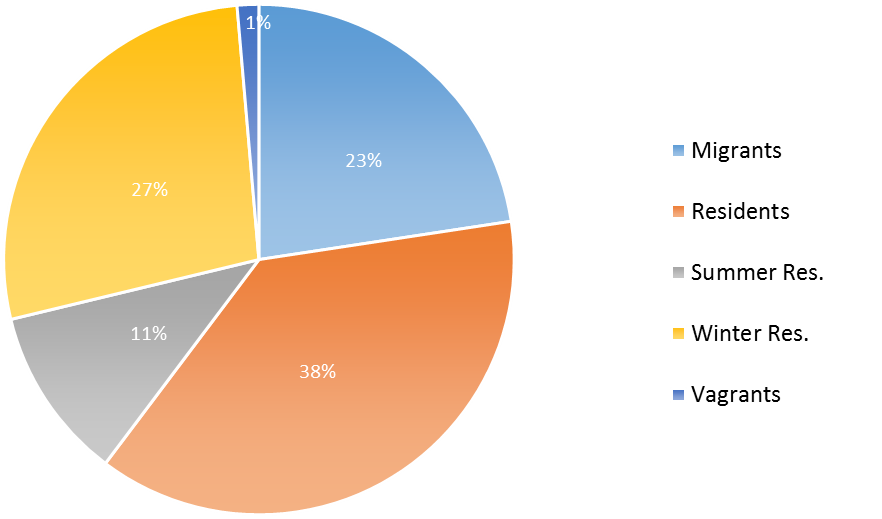 1%
23%
27%
11%
38%
Migrants
Residents
Summer Res.
Winter Res.
Vagrants